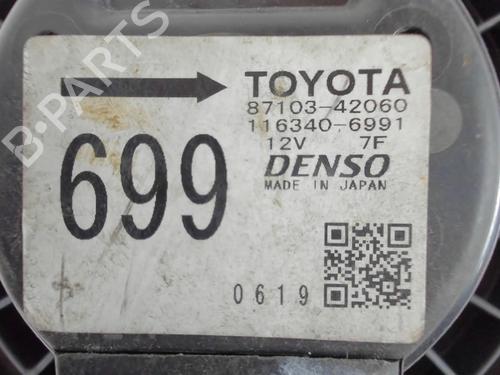 B-PARTS
TOYOTA
87103-42060
116340-6991
12V 7F
DENSO
MADE IN JAPAN
699
0619